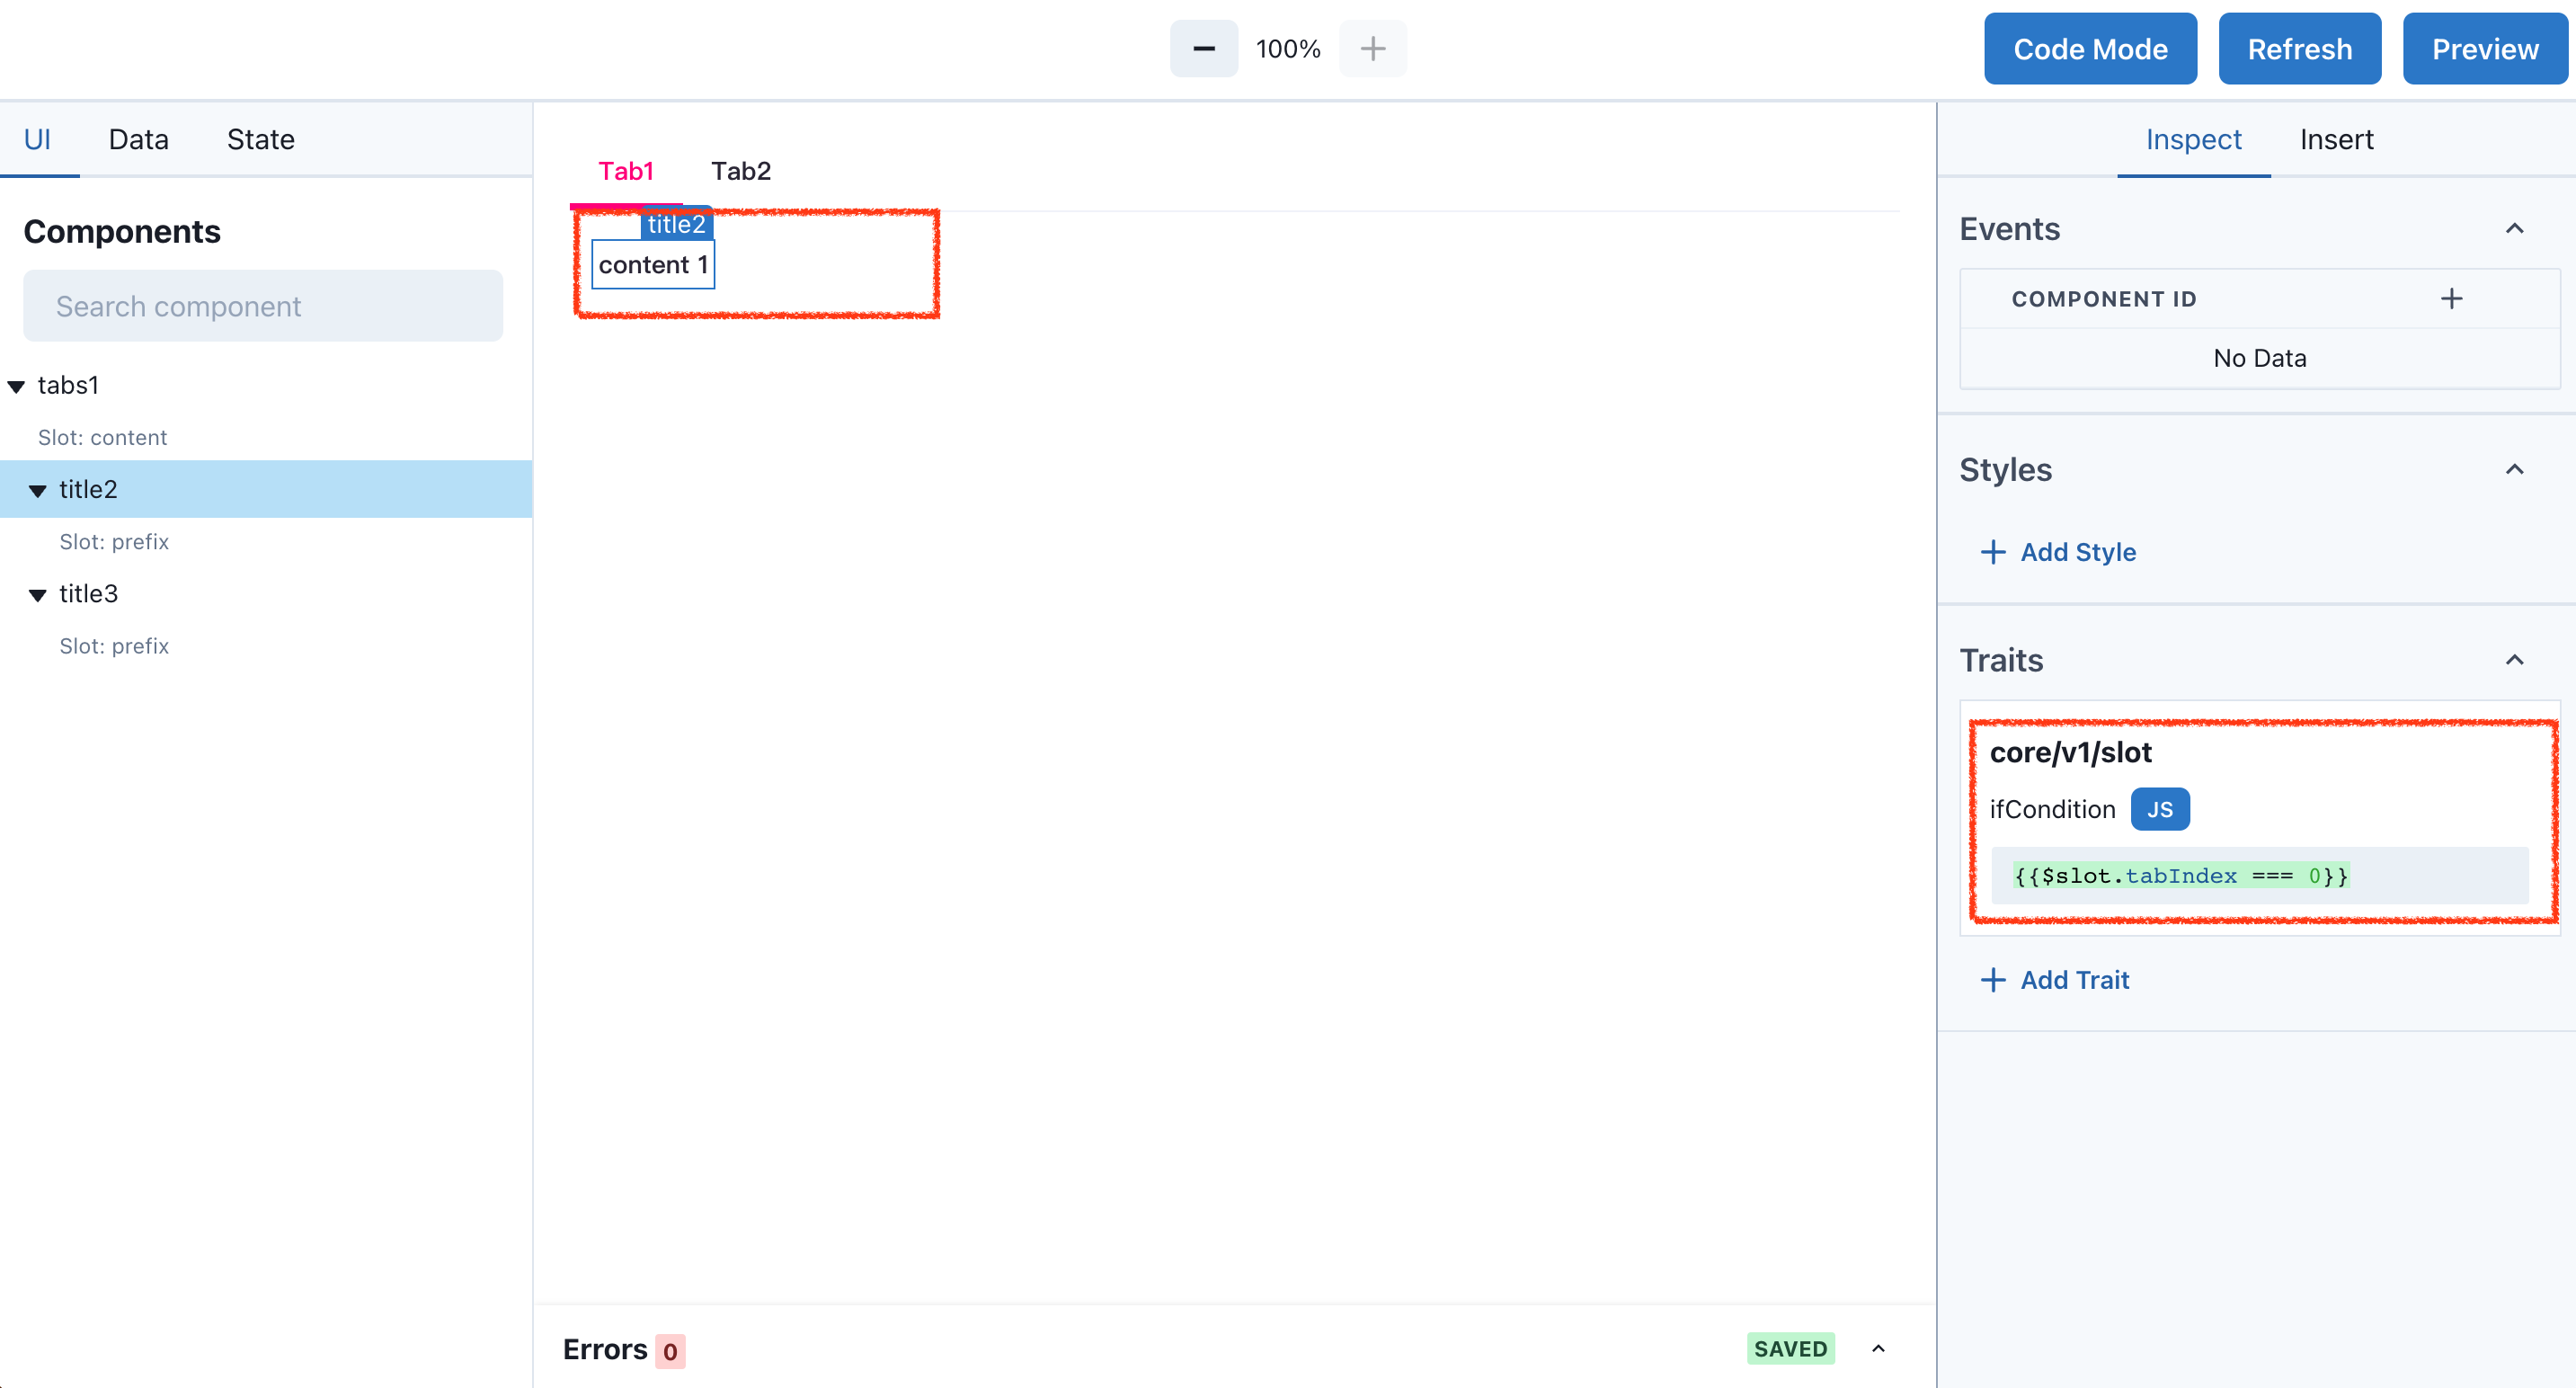 100%
Code Mode
Refresh
Preview
UI
Data
State
Components
Search component
tabs1
Slot: content
title2
Slot: prefix
title3
Slot: prefix
Tab1
Tab2
title2
content 1
Errors 0
SAVED
Inspect
Insert
Events
COMPONENT ID
No Data
Styles
Add Style
Traits
core/v1/slot
ifCondition JS
{{$slot.tabIndex === 0}}
Add Trait